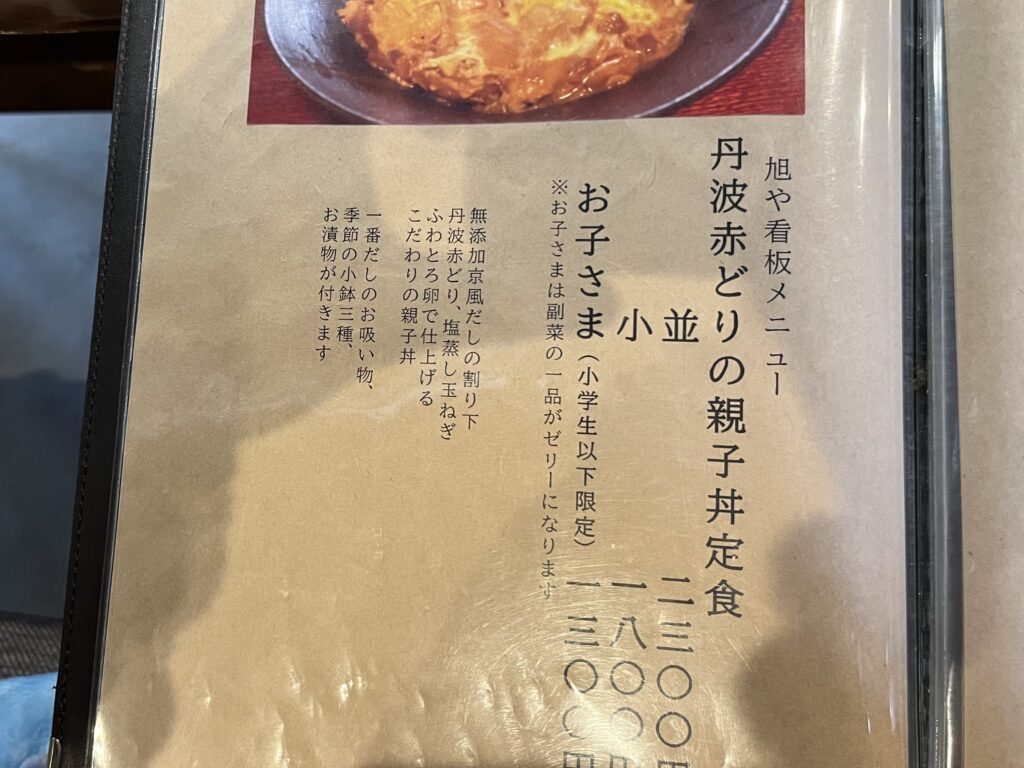 旭や看板メニュー
丹波赤どりの親子丼定食
並 二三〇〇円
小 一八〇〇円
お子さま(小学生以下限定) 一三〇〇円
※お子さまは副菜の一品がゼリーになります
無添加京風だしの割り下
丹波赤どり、塩蒸し玉ねぎ
ふわとろ卵で仕上げる
こだわりの親子丼
一番だしのお吸い物、
季節の小鉢三種、
お漬物が付きます